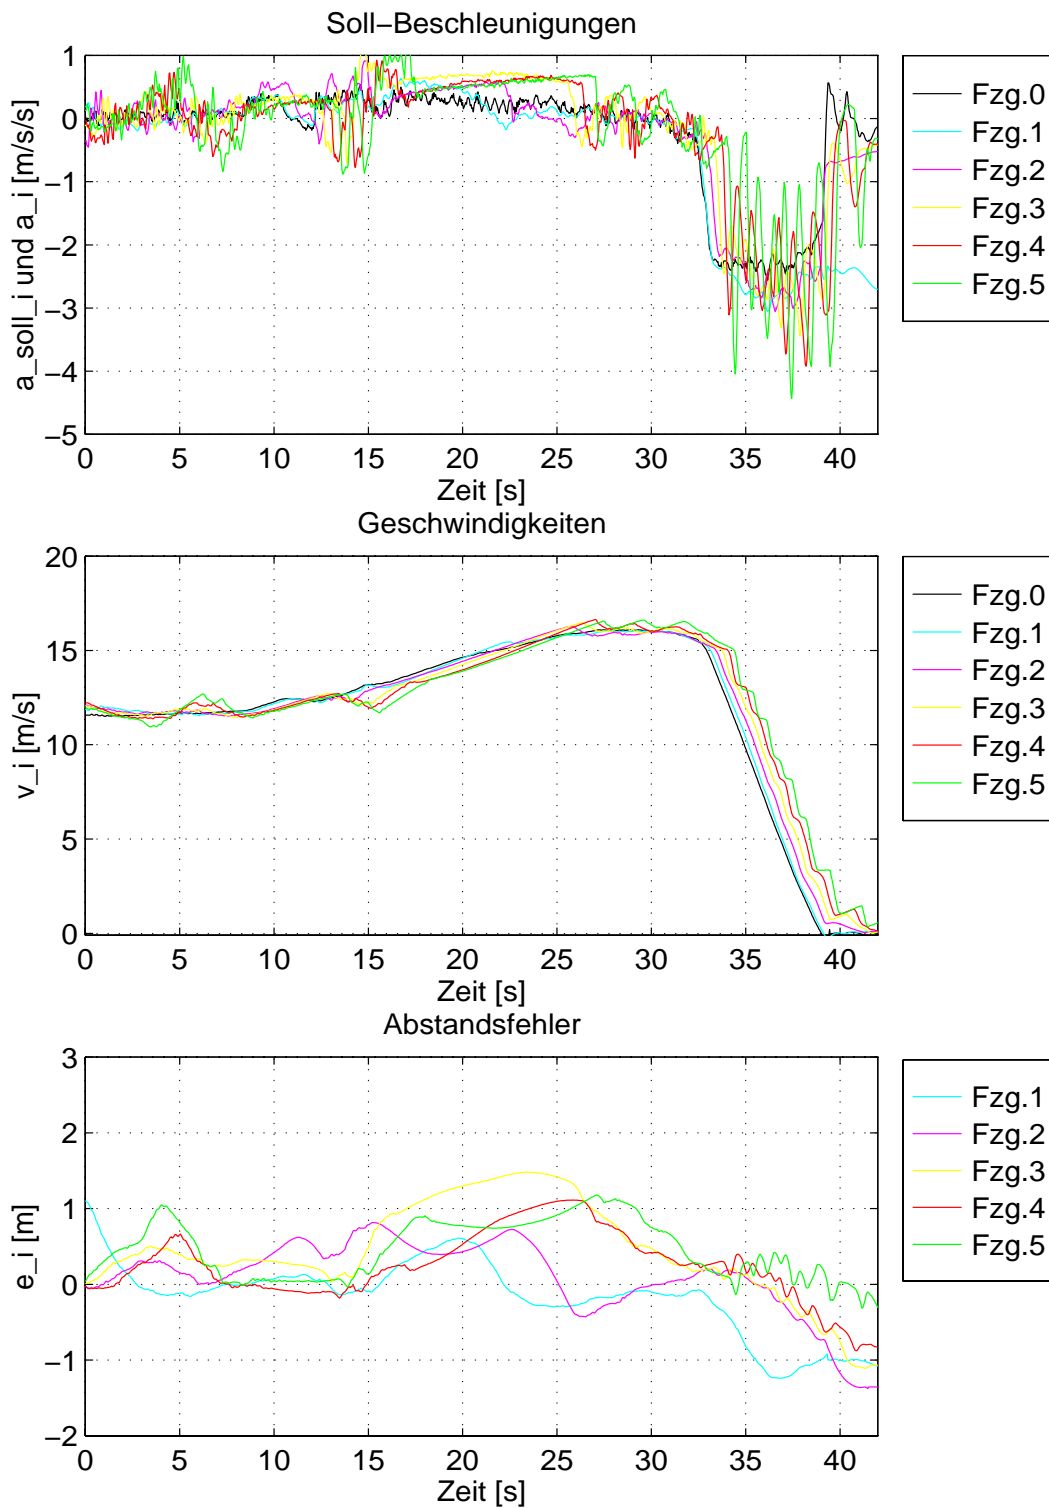 Soll−Beschleunigungen
a_soll_i und a_i [m/s/s]
1
0
−1
−2
−3
−4
−5
0 5 10 15 20 25 30 35 40
Zeit [s]
Fzg.0
Fzg.1
Fzg.2
Fzg.3
Fzg.4
Fzg.5
Geschwindigkeiten
v_i [m/s]
20
15
10
5
0
0 5 10 15 20 25 30 35 40
Zeit [s]
Fzg.0
Fzg.1
Fzg.2
Fzg.3
Fzg.4
Fzg.5
Abstandsfehler
e_i [m]
3
2
1
0
−1
−2
0 5 10 15 20 25 30 35 40
Zeit [s]
Fzg.1
Fzg.2
Fzg.3
Fzg.4
Fzg.5